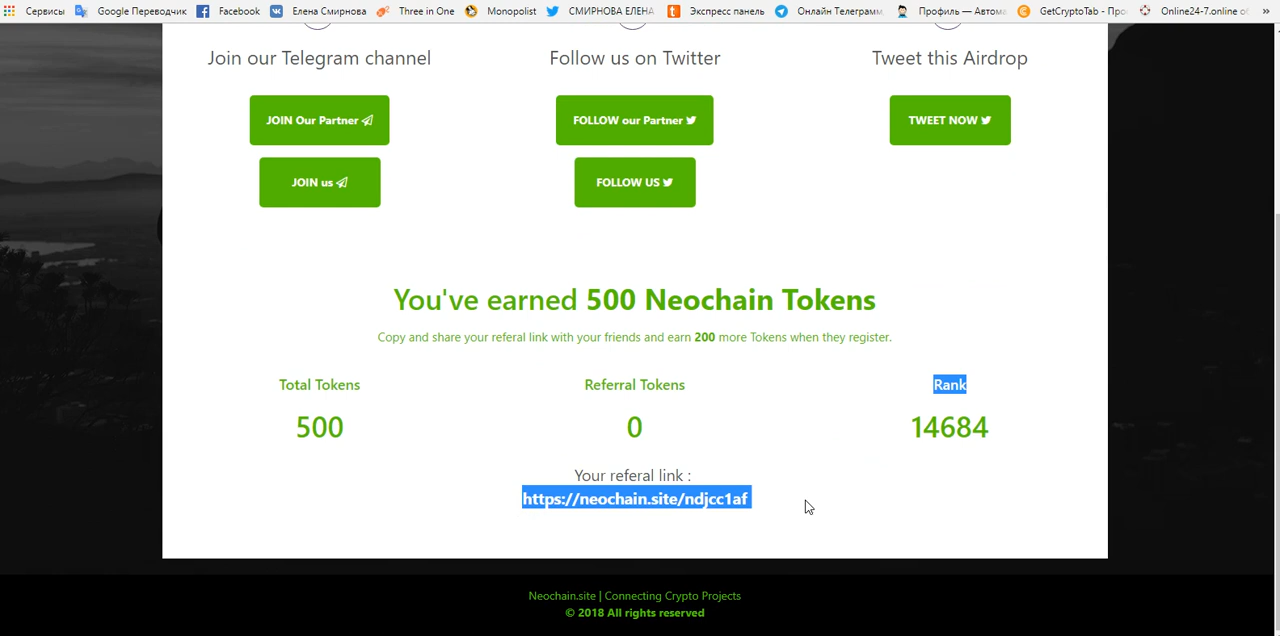 Сервисы Google Переводчик Facebook Елена Смирнова Three in One Monopolist СМИРНОВА ЕЛЕНА Экспресс панель Онлайн Телеграмм, Профиль — Автома GetCryptoTab - Про Online24-7.online о »
Join our Telegram channel Follow us on Twitter Tweet this Airdrop
JOIN Our Partner FOLLOW our Partner TWEET NOW
JOIN us FOLLOW US
You've earned 500 Neochain Tokens
Copy and share your referal link with your friends and earn 200 more Tokens when they register.
Total Tokens Referral Tokens Rank
500 0 14684
Your referal link :
https://neochain.site/ndjcc1af
Neochain.site | Connecting Crypto Projects
© 2018 All rights reserved